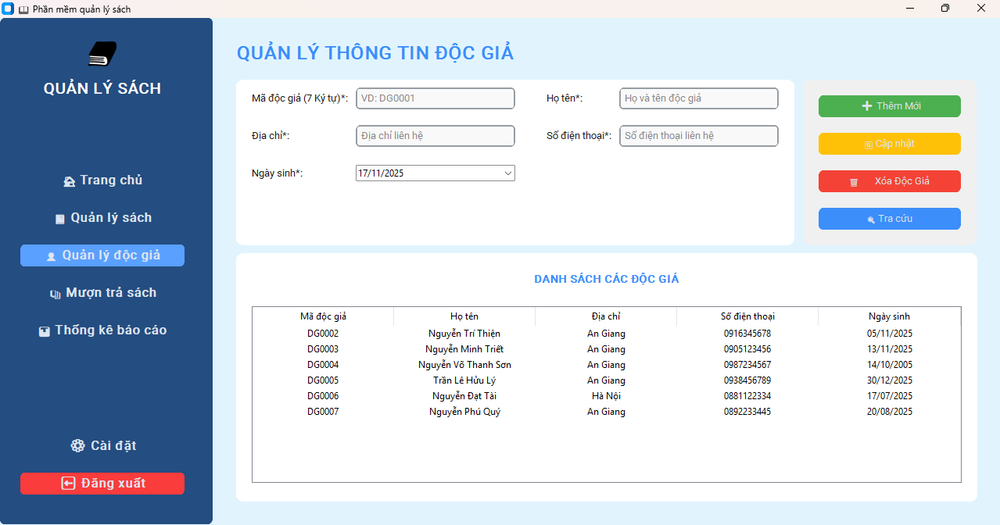 Phần mềm quản lý sách
QUẢN LÝ SÁCH
Trang chủ
Quản lý sách
Quản lý độc giả
Mượn trả sách
Thống kê báo cáo
Cài đặt
Đăng xuất
QUẢN LÝ THÔNG TIN ĐỘC GIẢ
Mã độc giả (7 Ký tự)*: VD: DG0001 Họ tên*: Họ và tên độc giả
Địa chỉ*: Địa chỉ liên hệ Số điện thoại*: Số điện thoại liên hệ
Ngày sinh*: 17/11/2025
Thêm Mới
Cập nhật
Xóa Độc Giả
Tra cứu
DANH SÁCH CÁC ĐỘC GIẢ
Mã độc giả Họ tên Địa chỉ Số điện thoại Ngày sinh
DG0002 Nguyễn Trí Thiện An Giang 0916345678 05/11/2025
DG0003 Nguyễn Minh Triết An Giang 0905123456 13/11/2025
DG0004 Nguyễn Võ Thanh Sơn An Giang 0987234567 14/10/2005
DG0005 Trần Lê Hửu Lý An Giang 0938456789 30/12/2025
DG0006 Nguyễn Đạt Tài Hà Nội 0881122334 17/07/2025
DG0007 Nguyễn Phú Quý An Giang 0892233445 20/08/2025